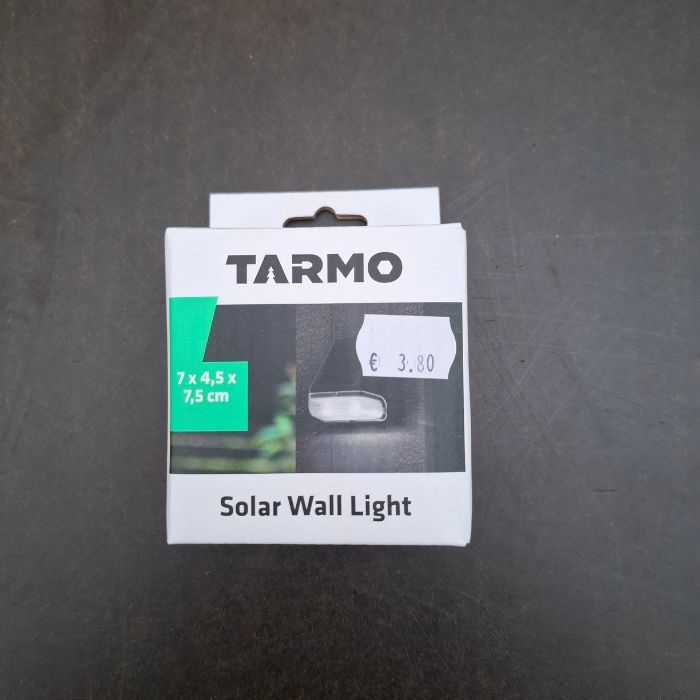 TARMO
7 x 4,5 x
7,5 cm
€ 3.80
Solar Wall Light